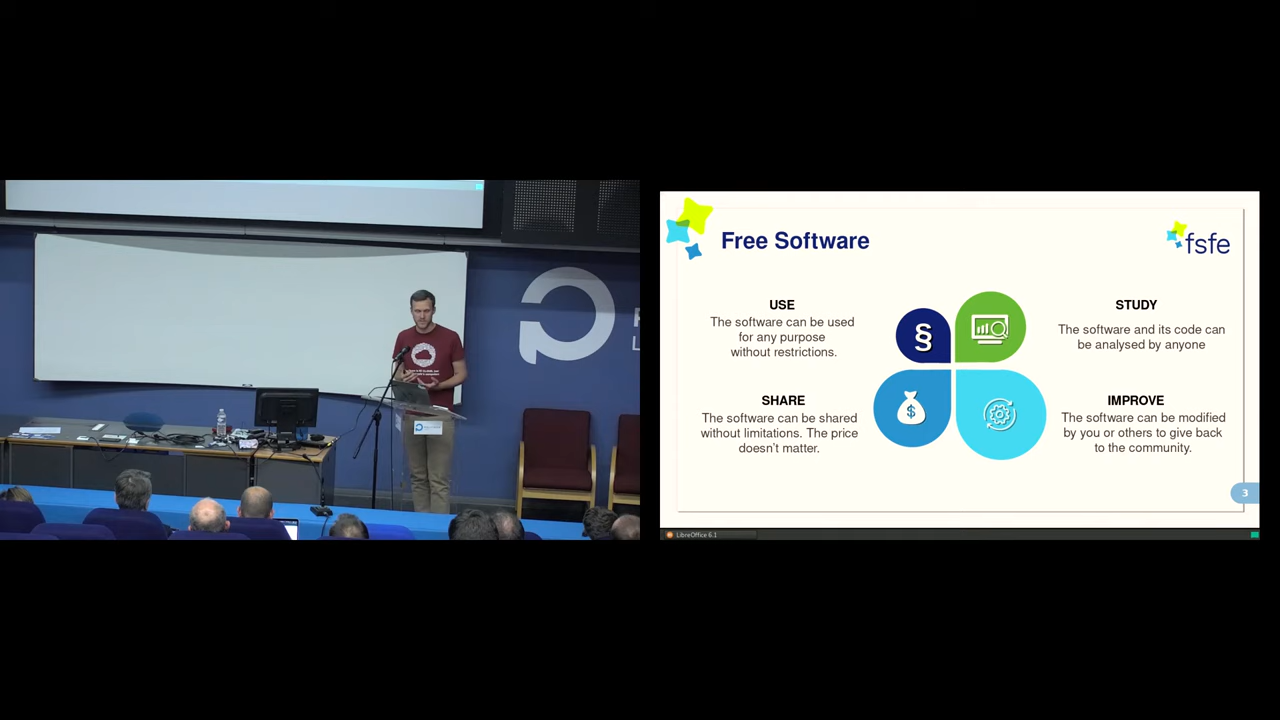 Free Software
fsfe
USE
The software can be used
for any purpose
without restrictions.
STUDY
The software and its code can
be analysed by anyone
§
$
SHARE
The software can be shared
without limitations. The price
doesn't matter.
IMPROVE
The software can be modified
by you or others to give back
to the community.
3
LibreOffice 6.1